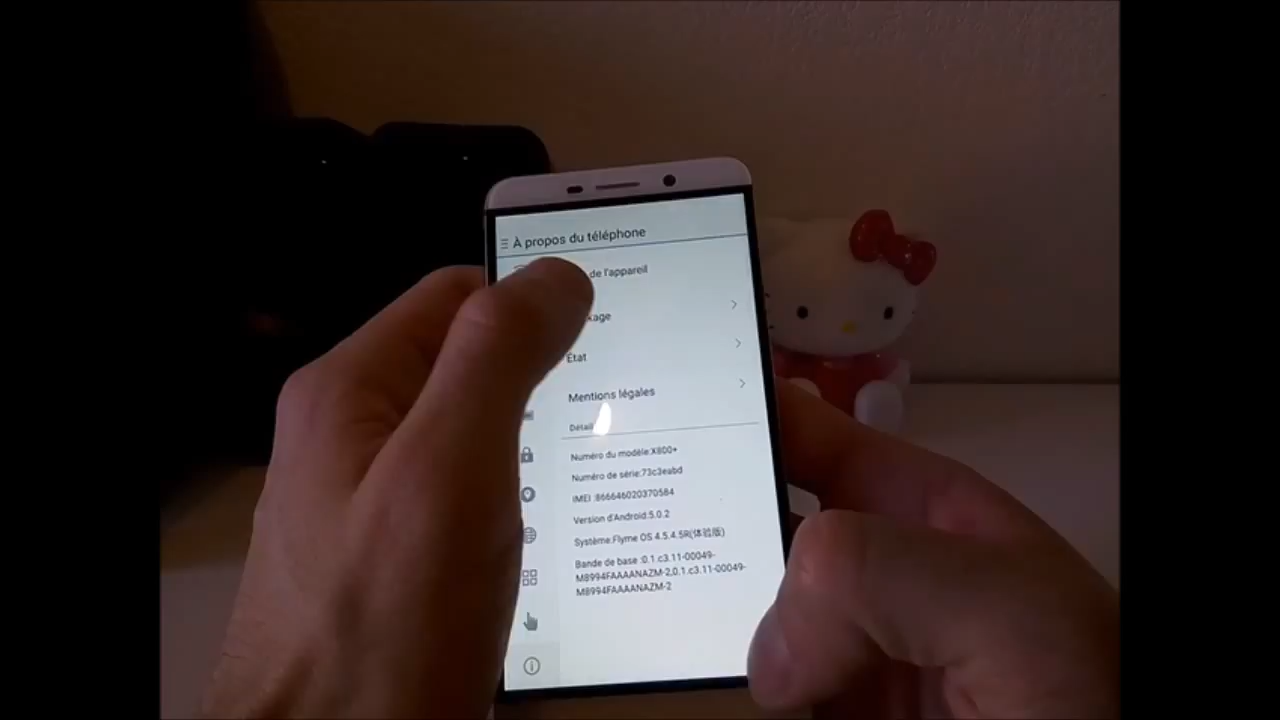 À propos du téléphone
de l'appareil
État
Mentions légales
Détail
Numéro du modèle:X800+
Numéro de série:73c3eabd
IMEI :866646020370584
Version d'Android:5.0.2
Système:Flyme OS 4.5.4.5R(体验版)
Bande de base :0.1.c3.11-00049-
M8994FAAAANAZM-2,0.1.c3.11-00049-
M8994FAAAANAZM-2